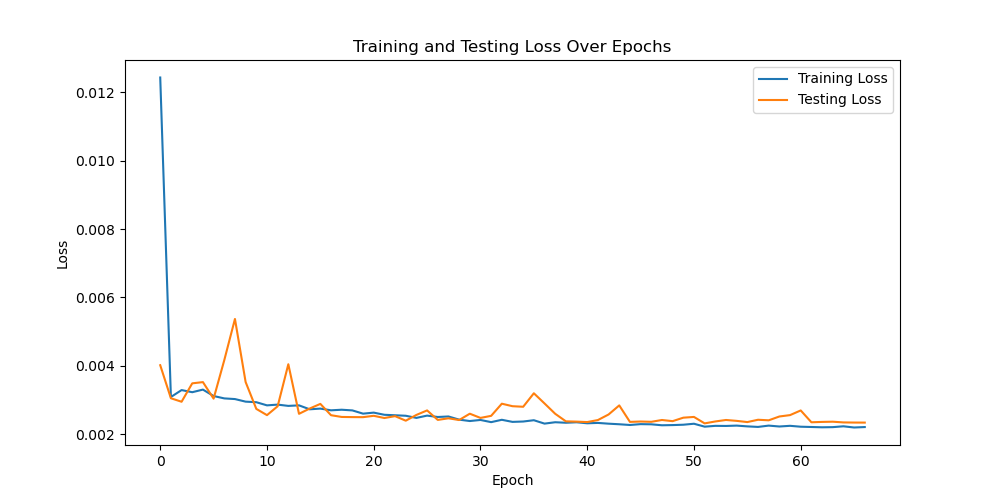 Training and Testing Loss Over Epochs
Training Loss
Testing Loss
0.012
0.010
0.008
0.006
0.004
0.002
Loss
0 10 20 30 40 50 60
Epoch